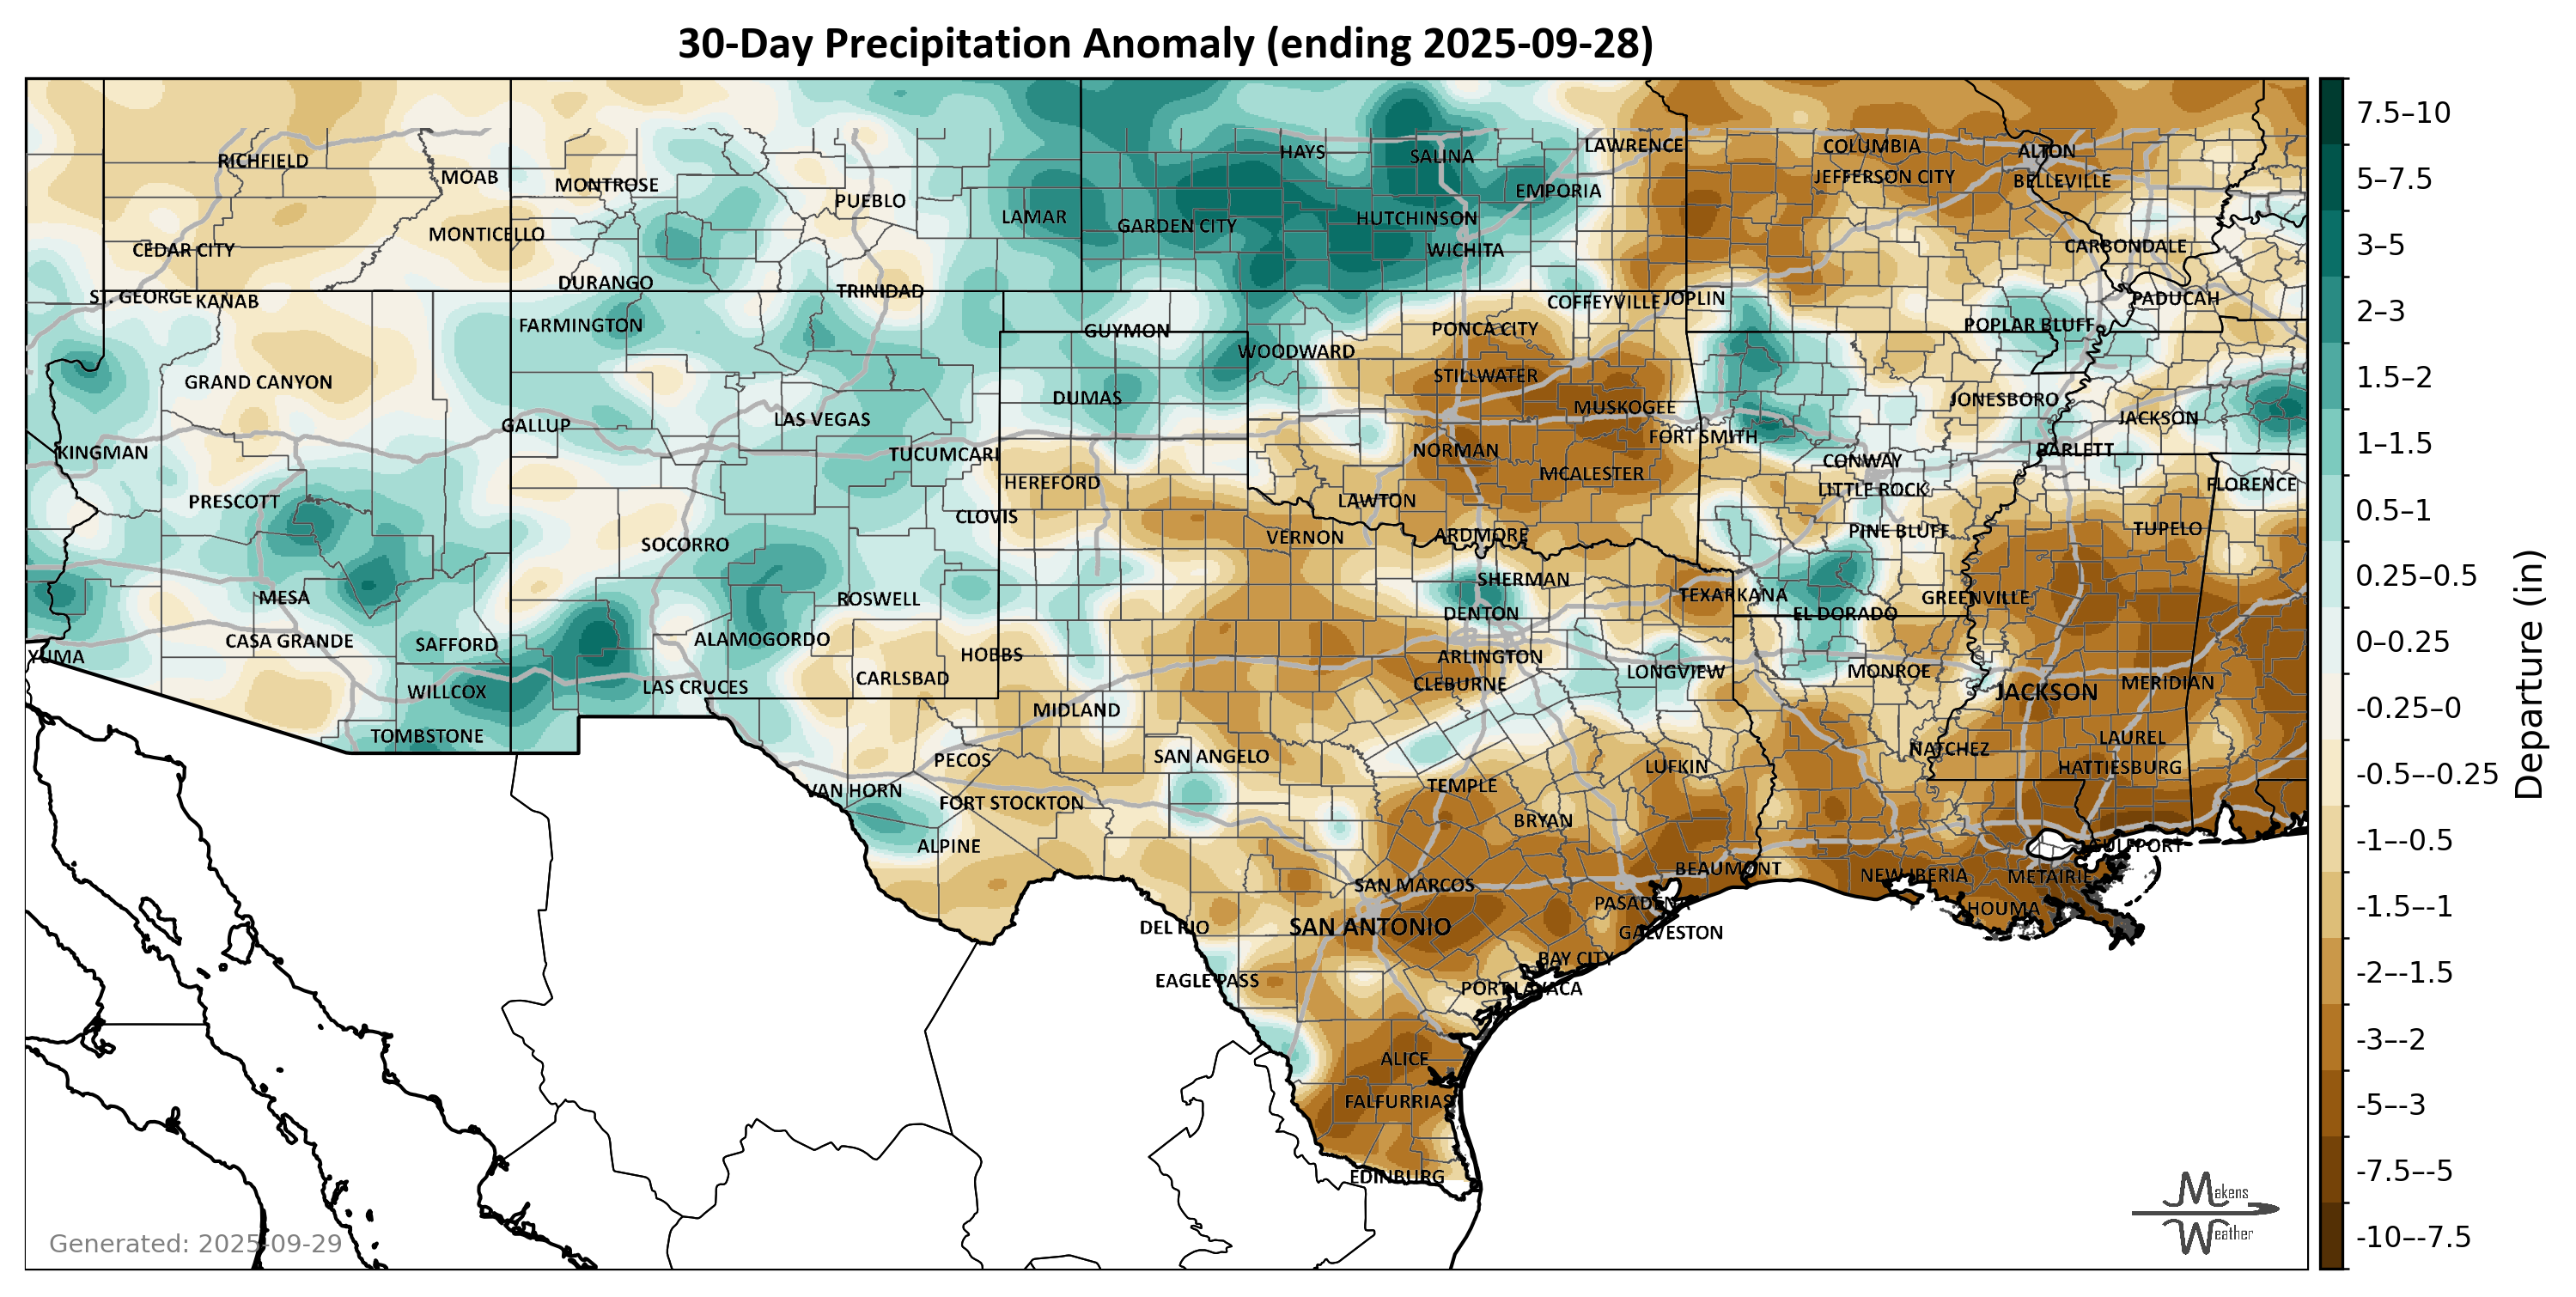 30-Day Precipitation Anomaly (ending 2025-09-28)
HAYS
SALINA
LAWRENCE
COLUMBIA
ALTON
RICHFIELD
MOAB
MONTROSE
PUEBLO
EMPORIA
JEFFERSON CITY
BELLEVILLE
LAMAR
GARDEN CITY
HUTCHINSON
CEDAR CITY
MONTICELLO
WICHITA
CARBONDALE
DURANGO
TRINIDAD
ST. GEORGE
KANAB
COFFEYVILLE
JOPLIN
PADUCAH
FARMINGTON
GUYMON
PONCA CITY
POPLAR BLUFF
WOODWARD
GRAND CANYON
STILLWATER
DUMAS
MUSKOGEE
JONESBORO
GALLUP
LAS VEGAS
JACKSON
KINGMAN
TUCUMCARI
NORMAN
FORT SMITH
BARLETT
CONWAY
PRESCOTT
HEREFORD
MCALESTER
LITTLE ROCK
FLORENCE
LAWTON
CLOVIS
SOCORRO
VERNON
ARDMORE
PINE BLUFF
TUPELO
MESA
ROSWELL
SHERMAN
TEXARKANA
GREENVILLE
DENTON
EL DORADO
CASA GRANDE
SAFFORD
ALAMOGORDO
YUMA
HOBBS
ARLINGTON
LONGVIEW
MONROE
WILLCOX
LAS CRUCES
CARLSBAD
CLEBURNE
JACKSON
MERIDIAN
MIDLAND
TOMBSTONE
PECOS
SAN ANGELO
LUFKIN
NATCHEZ
LAUREL
HATTIESBURG
VAN HORN
FORT STOCKTON
TEMPLE
ALPINE
BRYAN
GULFPORT
SAN MARCOS
BEAUMONT
NEW IBERIA
METAIRIE
DEL RIO
SAN ANTONIO
PASADENA
GALVESTON
HOUMA
EAGLE PASS
BAY CITY
PORT LAVACA
ALICE
FALFURRIAS
EDINBURG
Generated: 2025-09-29
Makens
Weather
7.5–10
5–7.5
3–5
2–3
1.5–2
1–1.5
0.5–1
0.25–0.5
0–0.25
-0.25–0
-0.5–-0.25
-1–-0.5
-1.5–-1
-2–-1.5
-3–-2
-5–-3
-7.5–-5
-10–-7.5
Departure (in)